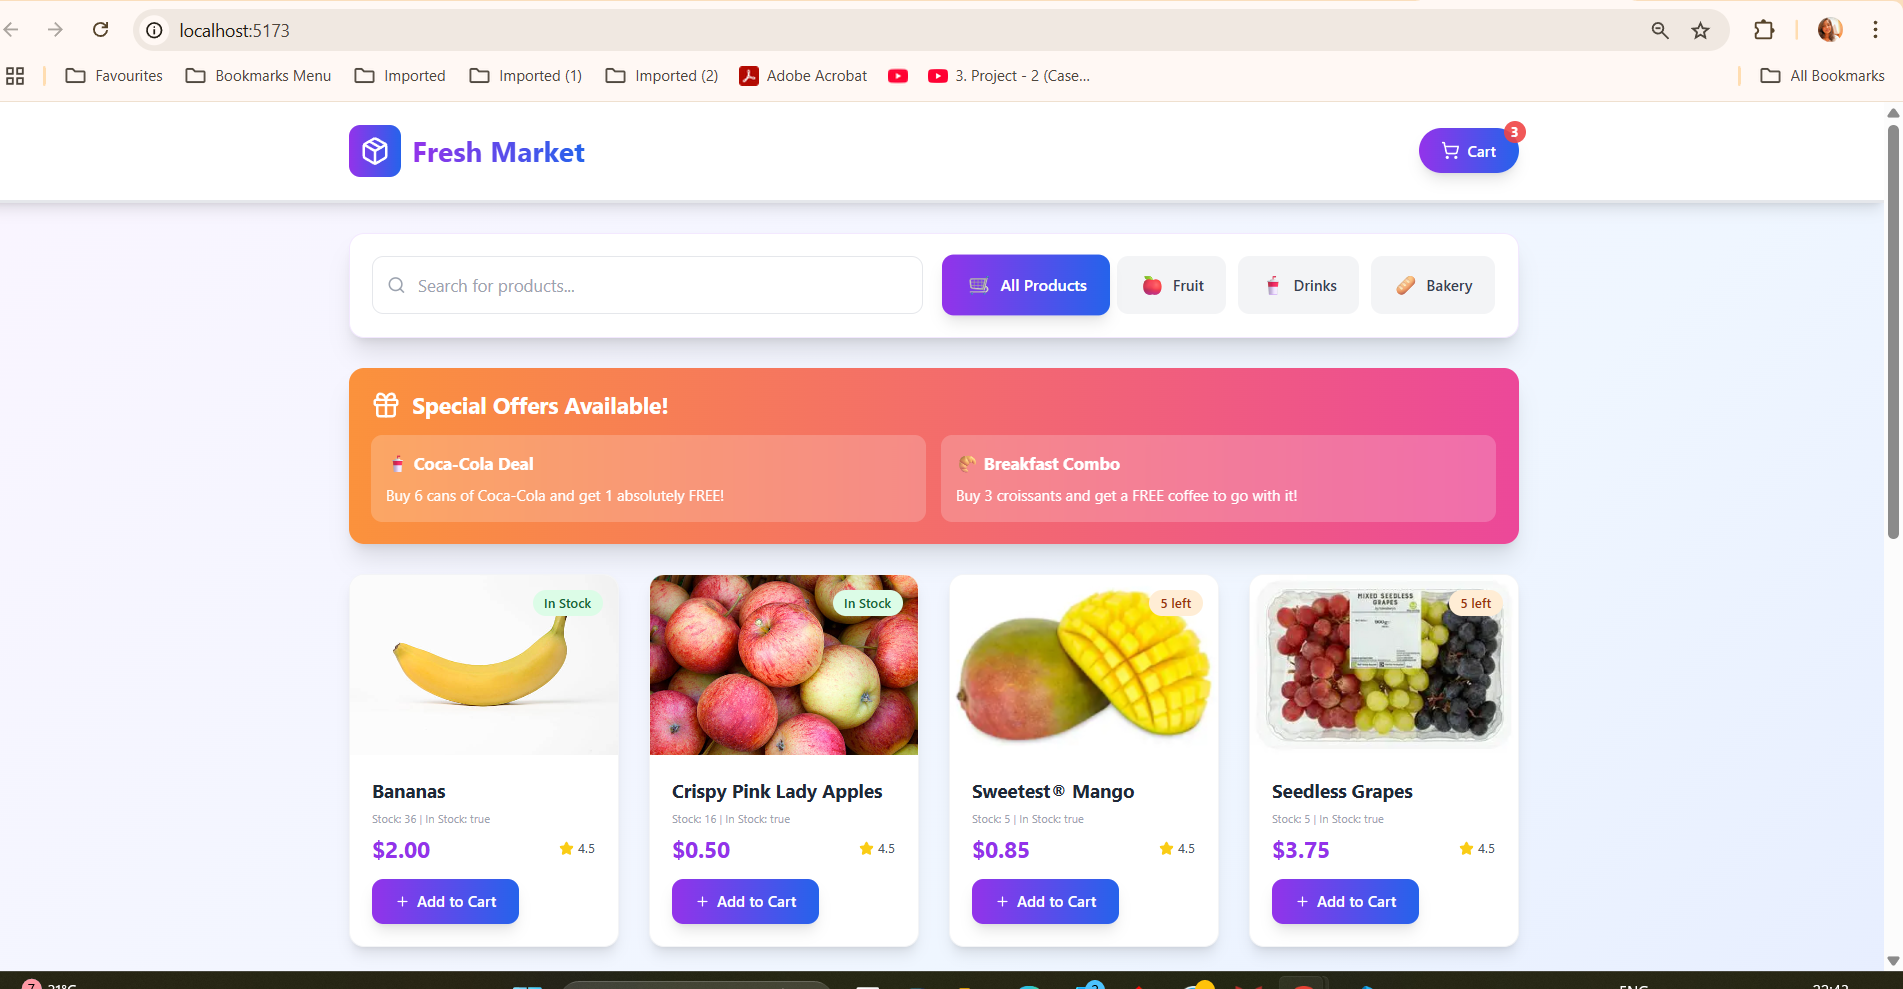 localhost:5173
Favourites
Bookmarks Menu
Imported
Imported (1)
Imported (2)
Adobe Acrobat
3. Project - 2 (Case...
All Bookmarks
Fresh Market
3
Cart
Search for products...
All Products
Fruit
Drinks
Bakery
Special Offers Available!
Coca-Cola Deal
Buy 6 cans of Coca-Cola and get 1 absolutely FREE!
Breakfast Combo
Buy 3 croissants and get a FREE coffee to go with it!
In Stock
In Stock
5 left
5 left
MIXED SEEDLESS
GRAPES
Bananas
Stock: 36 | In Stock: true
$2.00
4.5
Add to Cart
Crispy Pink Lady Apples
Stock: 16 | In Stock: true
$0.50
4.5
Add to Cart
Sweetest® Mango
Stock: 5 | In Stock: true
$0.85
4.5
Add to Cart
Seedless Grapes
Stock: 5 | In Stock: true
$3.75
4.5
Add to Cart